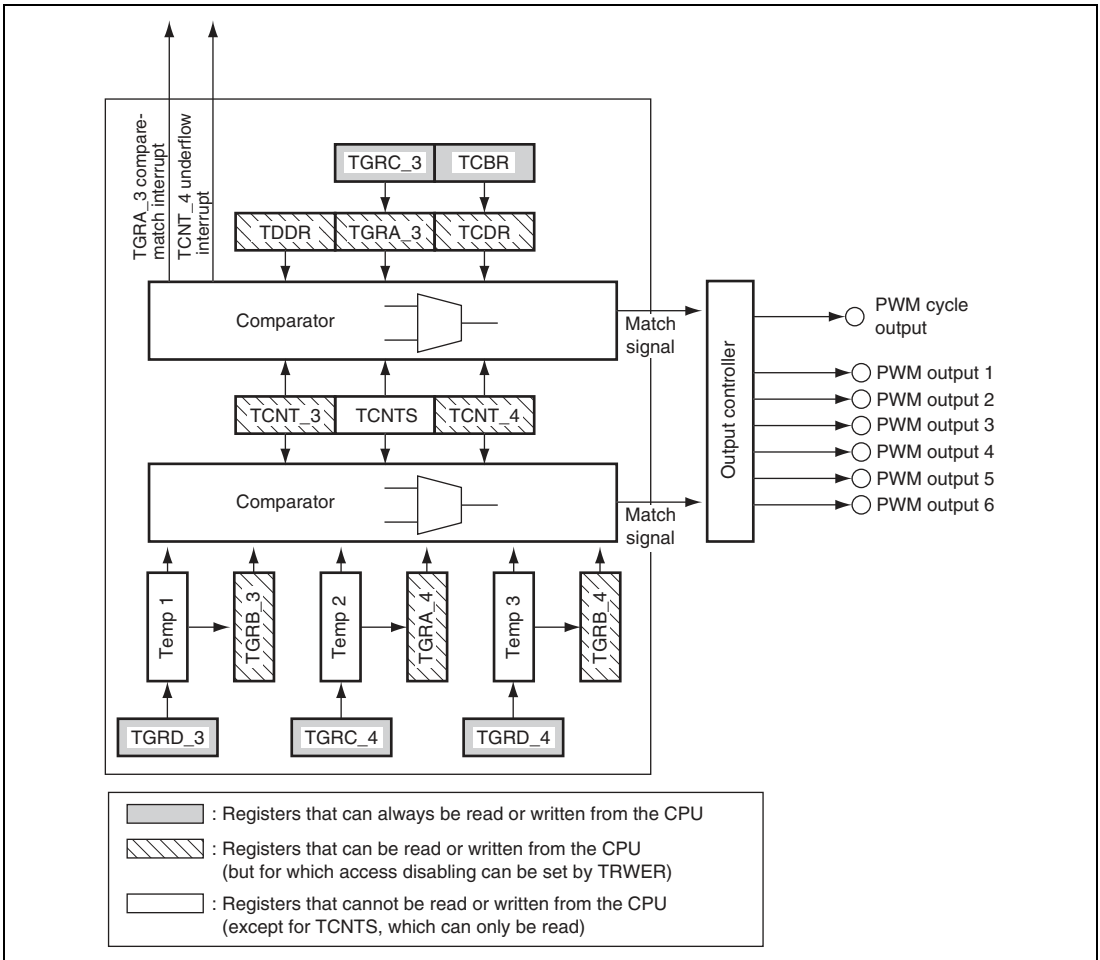 TGRA_3 compare-
match interrupt
TCNT_4 underflow
interrupt
TGRC_3 TCBR
TDDR TGRA_3 TCDR
Comparator
Match
signal
PWM cycle
output
Output controller
PWM output 1
PWM output 2
PWM output 3
PWM output 4
PWM output 5
PWM output 6
TCNT_3 TCNTS TCNT_4
Comparator
Match
signal
Temp 1 TGRB_3 Temp 2 TGRA_4 Temp 3 TGRB_4
TGRD_3 TGRC_4 TGRD_4
: Registers that can always be read or written from the CPU
: Registers that can be read or written from the CPU
(but for which access disabling can be set by TRWER)
: Registers that cannot be read or written from the CPU
(except for TCNTS, which can only be read)